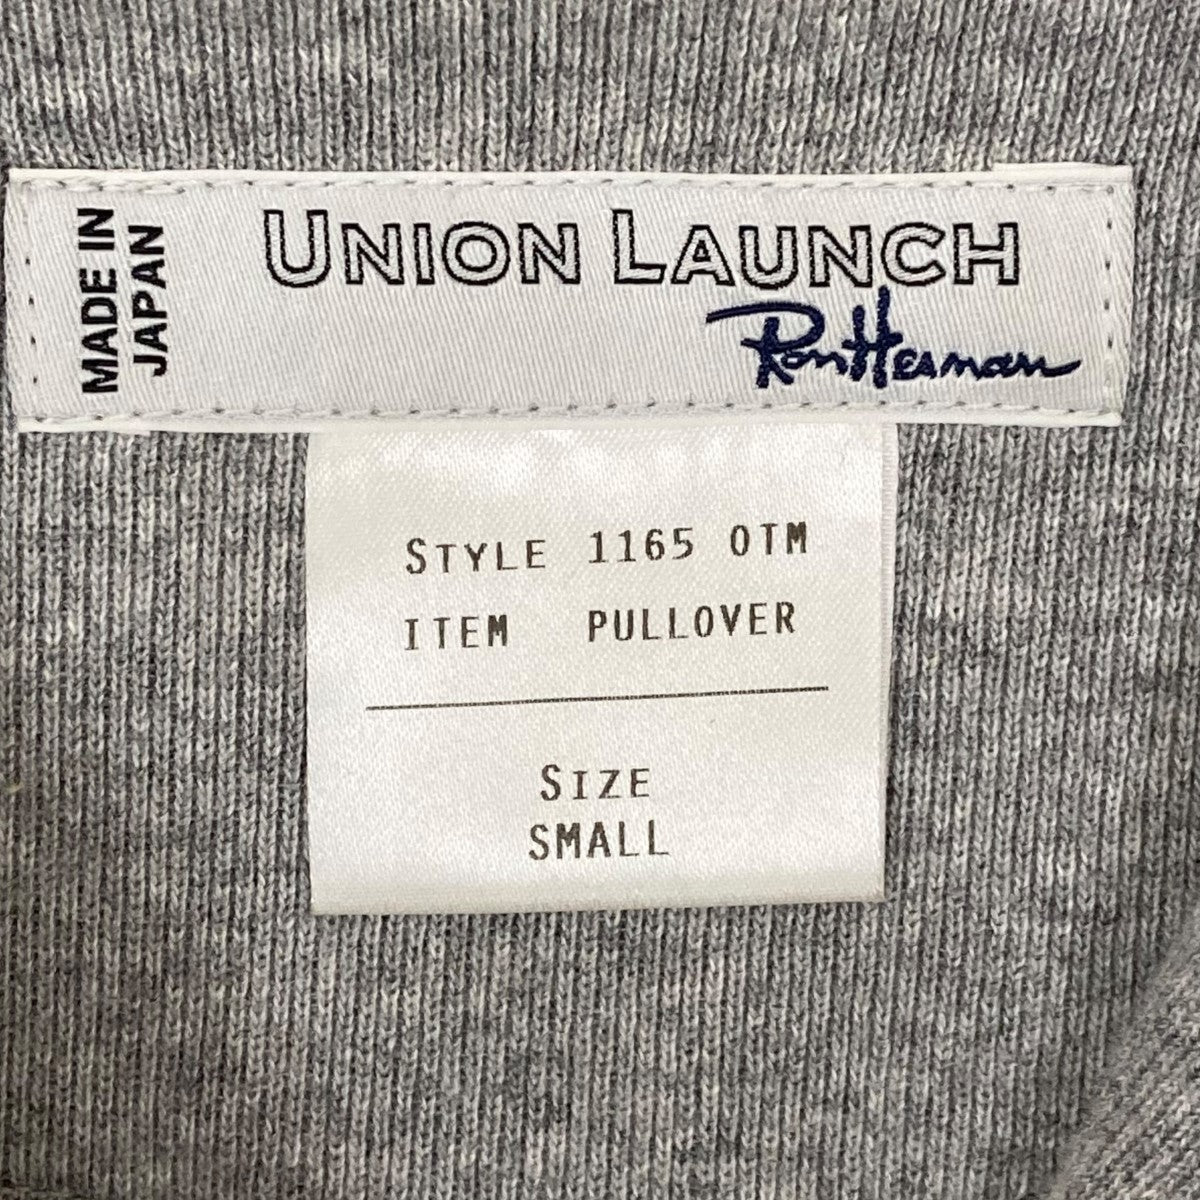 MADE IN
JAPAN
UNION LAUNCH
Ron Herman
STYLE 1165 OTM
ITEM PULLOVER
SIZE
SMALL